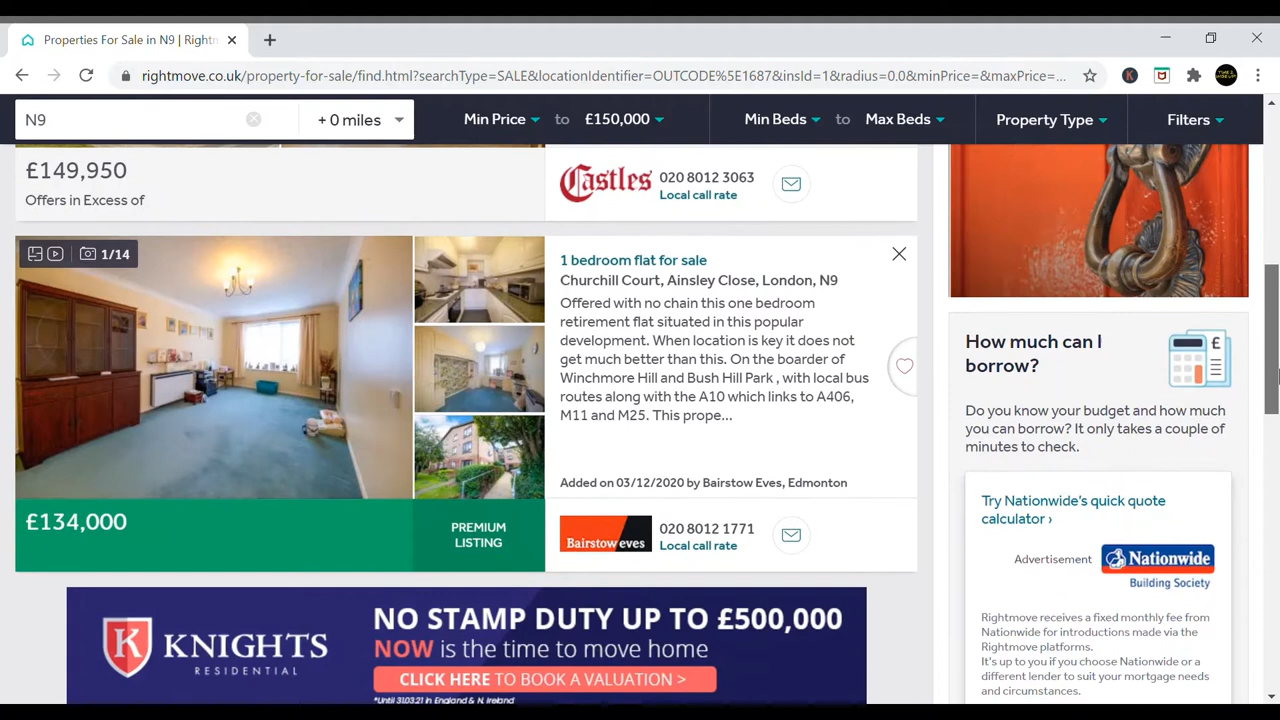 Properties For Sale in N9 | Rightm
rightmove.co.uk/property-for-sale/find.html?searchType=SALE&locationIdentifier=OUTCODE%5E1687&insId=1&radius=0.0&minPrice=&maxPrice=...
N9
+ 0 miles
Min Price to £150,000
Min Beds to Max Beds
Property Type
Filters
£149,950
Offers in Excess of
Castles
020 8012 3063
Local call rate
1/14
1 bedroom flat for sale
Churchill Court, Ainsley Close, London, N9
Offered with no chain this one bedroom
retirement flat situated in this popular
development. When location is key it does not
get much better than this. On the boarder of
Winchmore Hill and Bush Hill Park , with local bus
routes along with the A10 which links to A406,
M11 and M25. This prope...
Added on 03/12/2020 by Bairstow Eves, Edmonton
£134,000
PREMIUM
LISTING
Bairstow eves
020 8012 1771
Local call rate
KNIGHTS
RESIDENTIAL
NO STAMP DUTY UP TO £500,000
NOW is the time to move home
CLICK HERE TO BOOK A VALUATION >
*Until 31.03.21 in England & N. Ireland
How much can I
borrow?
£
Do you know your budget and how much
you can borrow? It only takes a couple of
minutes to check.
Try Nationwide's quick quote
calculator ›
Advertisement
Nationwide
Building Society
Rightmove receives a fixed monthly fee from
Nationwide for introductions made via the
Rightmove platforms.
It's up to you if you choose Nationwide or a
different lender to suit your mortgage needs
and circumstances.